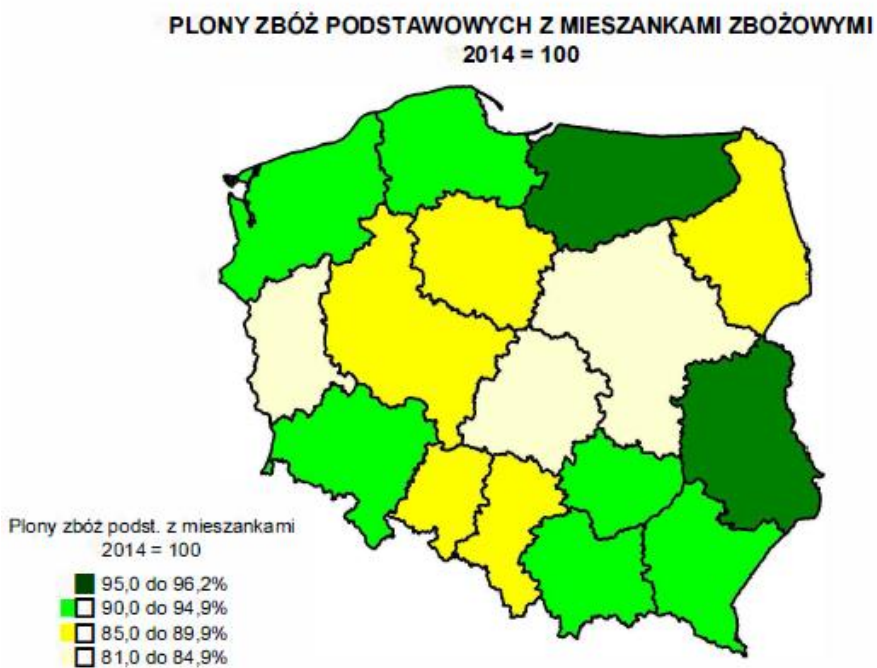 PLONY ZBÓŻ PODSTAWOWYCH Z MIESZANKAMI ZBOŻOWYMI
2014 = 100
Plony zbóż podst. z mieszankami
2014 = 100
95,0 do 96,2%
90,0 do 94,9%
85,0 do 89,9%
81,0 do 84,9%